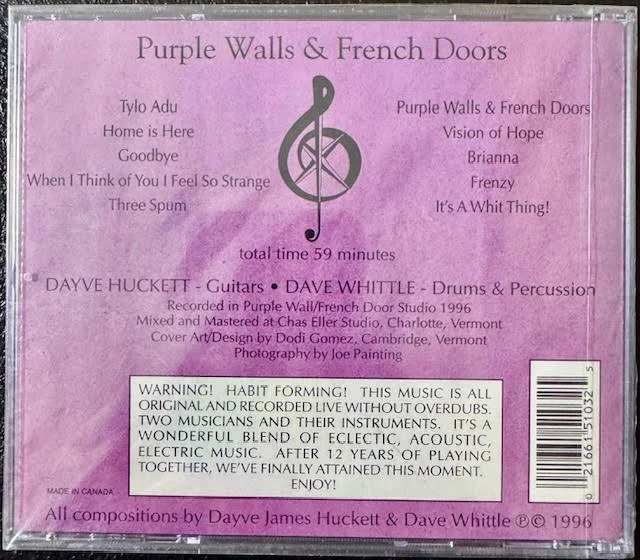 Purple Walls & French Doors
Tylo Adu
Home is Here
Goodbye
When I Think of You I Feel So Strange
Three Spum
Purple Walls & French Doors
Vision of Hope
Brianna
Frenzy
It's A Whit Thing!
total time 59 minutes
DAYVE HUCKETT - Guitars • DAVE WHITTLE - Drums & Percussion
Recorded in Purple Wall/French Door Studio 1996
Mixed and Mastered at Chas Eller Studio, Charlotte, Vermont
Cover Art/Design by Dodi Gomez, Cambridge, Vermont
Photography by Joe Painting
WARNING! HABIT FORMING! THIS MUSIC IS ALL
ORIGINAL AND RECORDED LIVE WITHOUT OVERDUBS.
TWO MUSICIANS AND THEIR INSTRUMENTS. IT'S A
WONDERFUL BLEND OF ECLECTIC, ACOUSTIC,
ELECTRIC MUSIC. AFTER 12 YEARS OF PLAYING
TOGETHER, WE'VE FINALLY ATTAINED THIS MOMENT.
ENJOY!
0 21661 51032 5
MADE IN CANADA
All compositions by Dayve James Huckett & Dave Whittle ℗© 1996